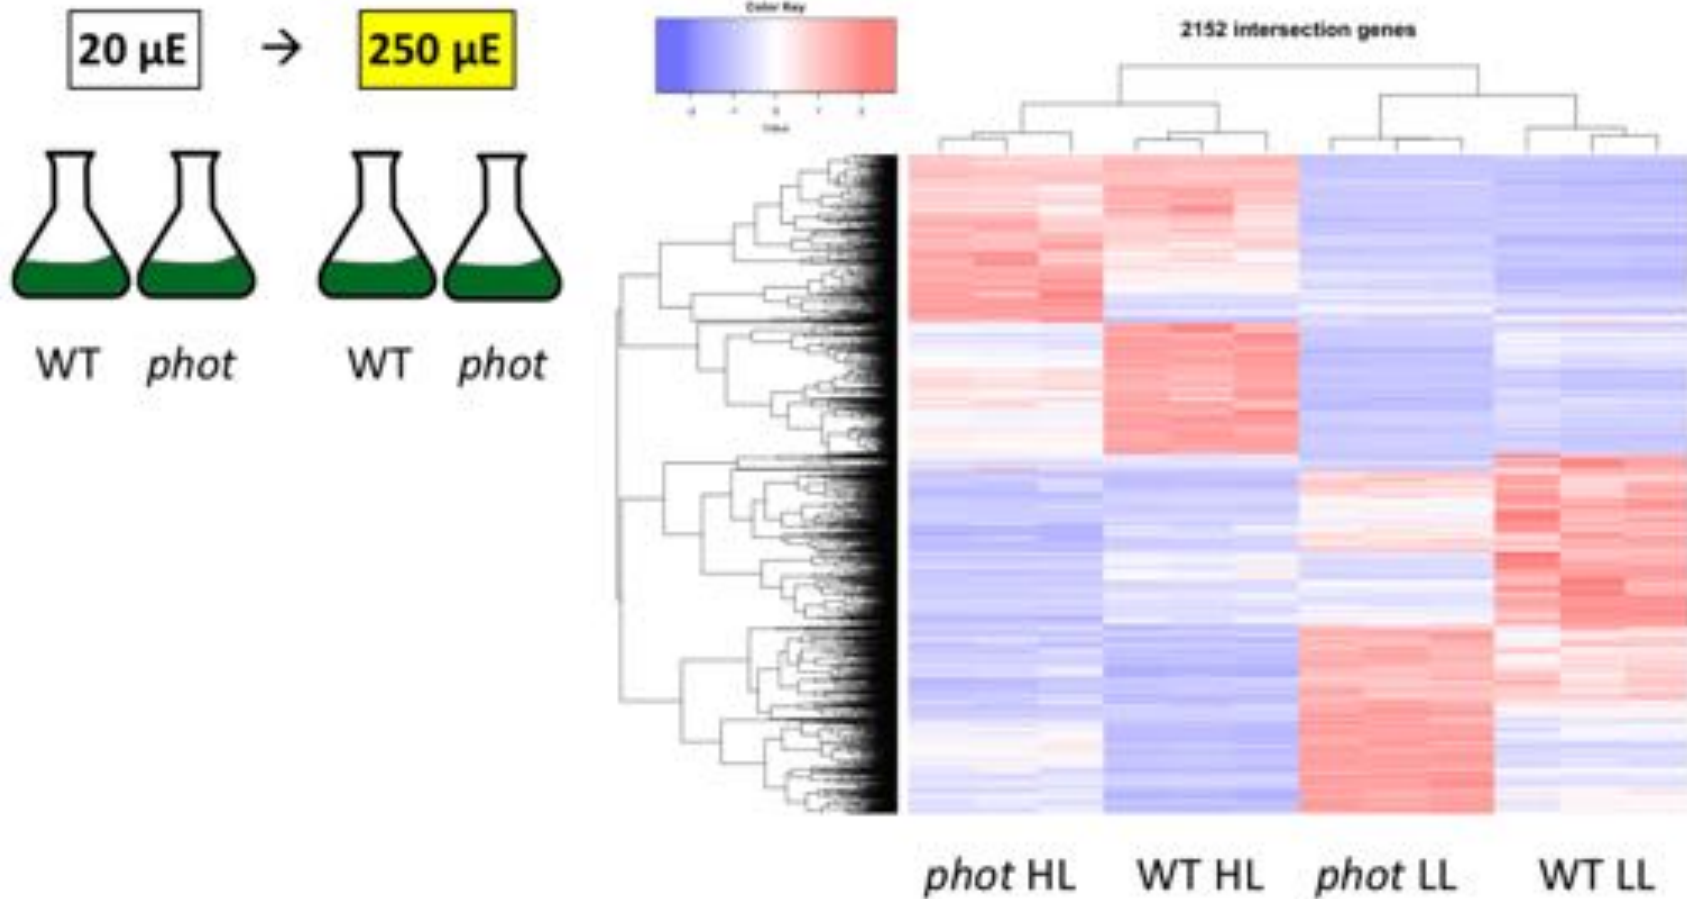 20 µE → 250 µE
WT phot WT phot
Color Key
2152 intersection genes
phot HL WT HL phot LL WT LL